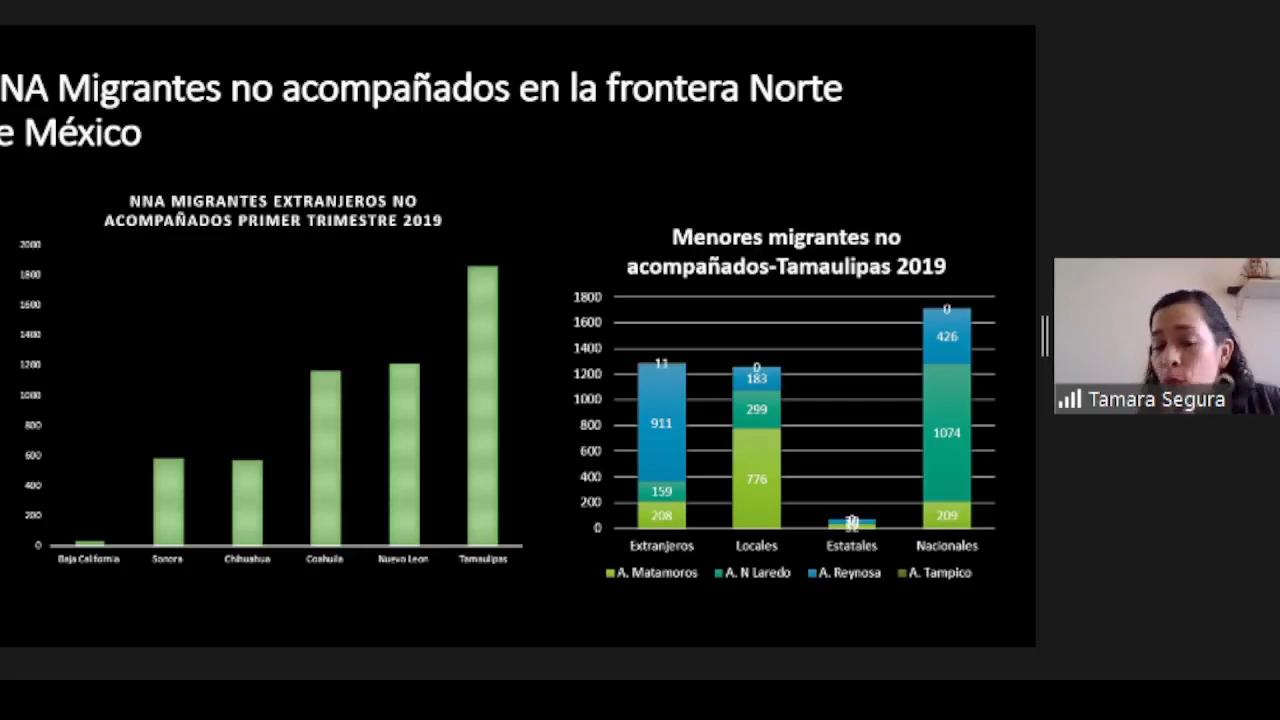 NA Migrantes no acompañados en la frontera Norte
e México
NNA MIGRANTES EXTRANJEROS NO
ACOMPAÑADOS PRIMER TRIMESTRE 2019
2000
1800
1600
1400
1200
1000
800
600
400
200
0
Baja California
Sonora
Chihuahua
Coahuila
Nuevo Leon
Tamaulipas
Menores migrantes no
acompañados-Tamaulipas 2019
1800
1600
1400
1200
1000
800
600
400
200
0
11
911
159
208
0
183
299
776
0
426
1074
209
Extranjeros
Locales
Estatales
Nacionales
A. Matamoros
A. N Laredo
A. Reynosa
A. Tampico
Tamara Segura